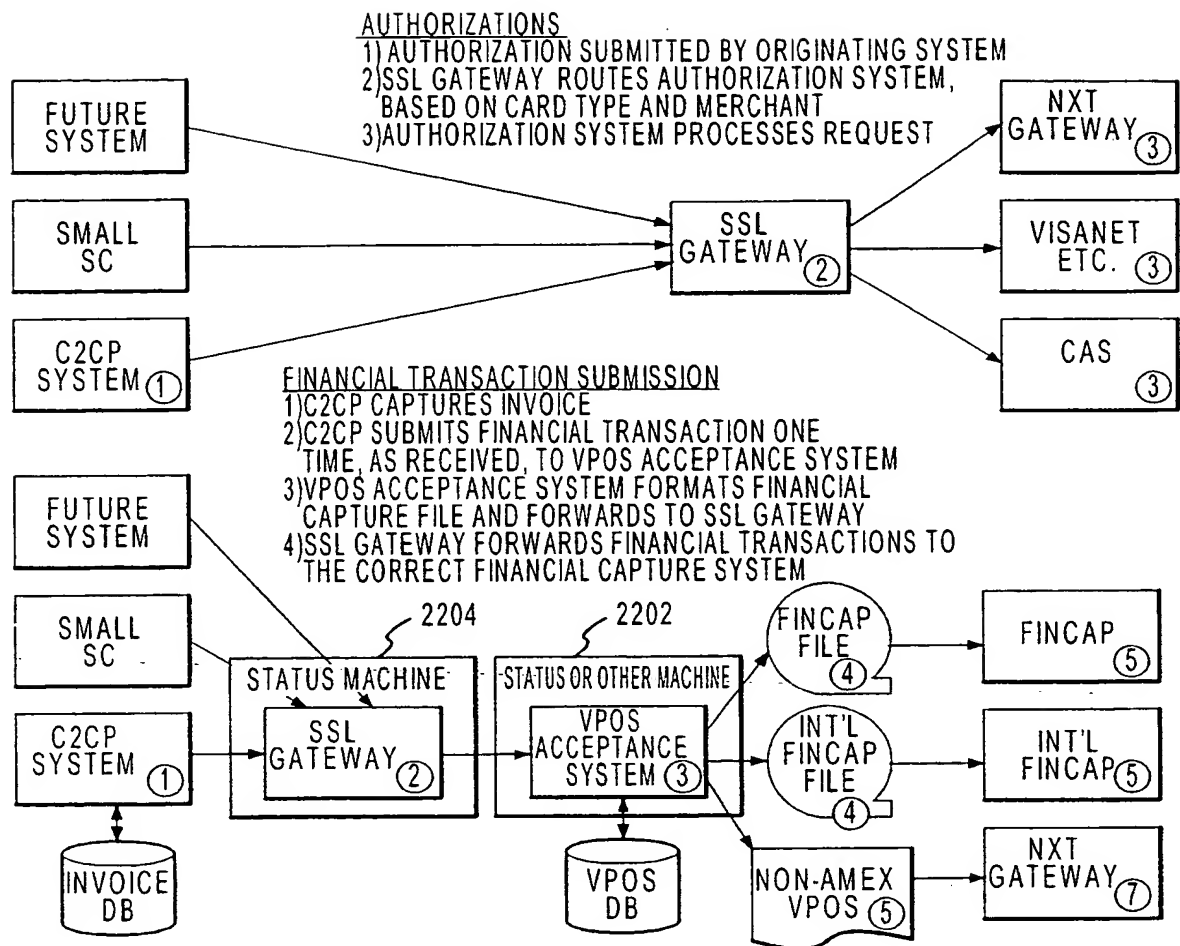 AUTHORIZATIONS
1)AUTHORIZATION SUBMITTED BY ORIGINATING SYSTEM
2)SSL GATEWAY ROUTES AUTHORIZATION SYSTEM,
BASED ON CARD TYPE AND MERCHANT
3)AUTHORIZATION SYSTEM PROCESSES REQUEST
FUTURE
SYSTEM
SMALL
SC
C2CP
SYSTEM 1
SSL
GATEWAY 2
NXT
GATEWAY 3
VISANET
ETC. 3
CAS
3
FINANCIAL TRANSACTION SUBMISSION
1)C2CP CAPTURES INVOICE
2)C2CP SUBMITS FINANCIAL TRANSACTION ONE
TIME, AS RECEIVED, TO VPOS ACCEPTANCE SYSTEM
3)VPOS ACCEPTANCE SYSTEM FORMATS FINANCIAL
CAPTURE FILE AND FORWARDS TO SSL GATEWAY
4)SSL GATEWAY FORWARDS FINANCIAL TRANSACTIONS TO
THE CORRECT FINANCIAL CAPTURE SYSTEM
FUTURE
SYSTEM
SMALL
SC
C2CP
SYSTEM 1
INVOICE
DB
2204
STATUS MACHINE
SSL
GATEWAY 2
2202
STATUS OR OTHER MACHINE
VPOS
ACCEPTANCE
SYSTEM 3
VPOS
DB
FINCAP
FILE
4
INT'L
FINCAP
FILE
4
NON-AMEX
VPOS 5
FINCAP
5
INT'L
FINCAP 5
NXT
GATEWAY 7